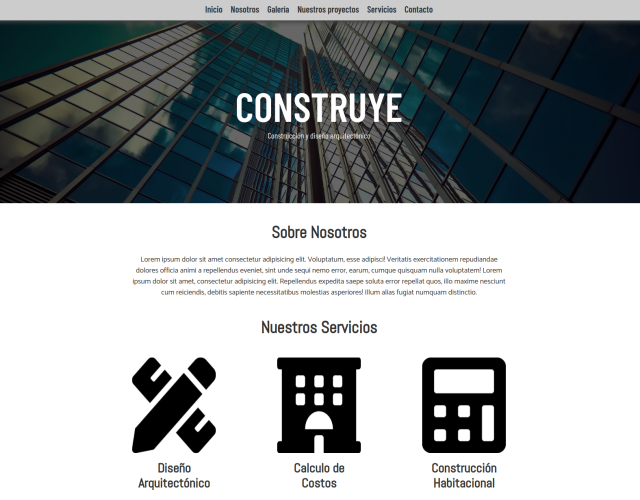 Inicio Nosotros Galería Nuestros proyectos Servicios Contacto
CONSTRUYE
Construcción y diseño arquitectónico
Sobre Nosotros
Lorem ipsum dolor sit amet consectetur adipisicing elit. Voluptatum, esse adipisci! Veritatis exercitationem repudiandae
dolores officia animi a repellendus eveniet, sint unde sequi nemo error, earum, cumque quisquam nulla voluptatem! Lorem
ipsum dolor sit amet, consectetur adipisicing elit. Repellendus expedita saepe soluta error repellat quos, illo maxime nesciunt
cum reiciendis, debitis sapiente necessitatibus molestias asperiores! Illum alias fugiat numquam distinctio.
Nuestros Servicios
Diseño
Arquitectónico
Calculo de
Costos
Construcción
Habitacional